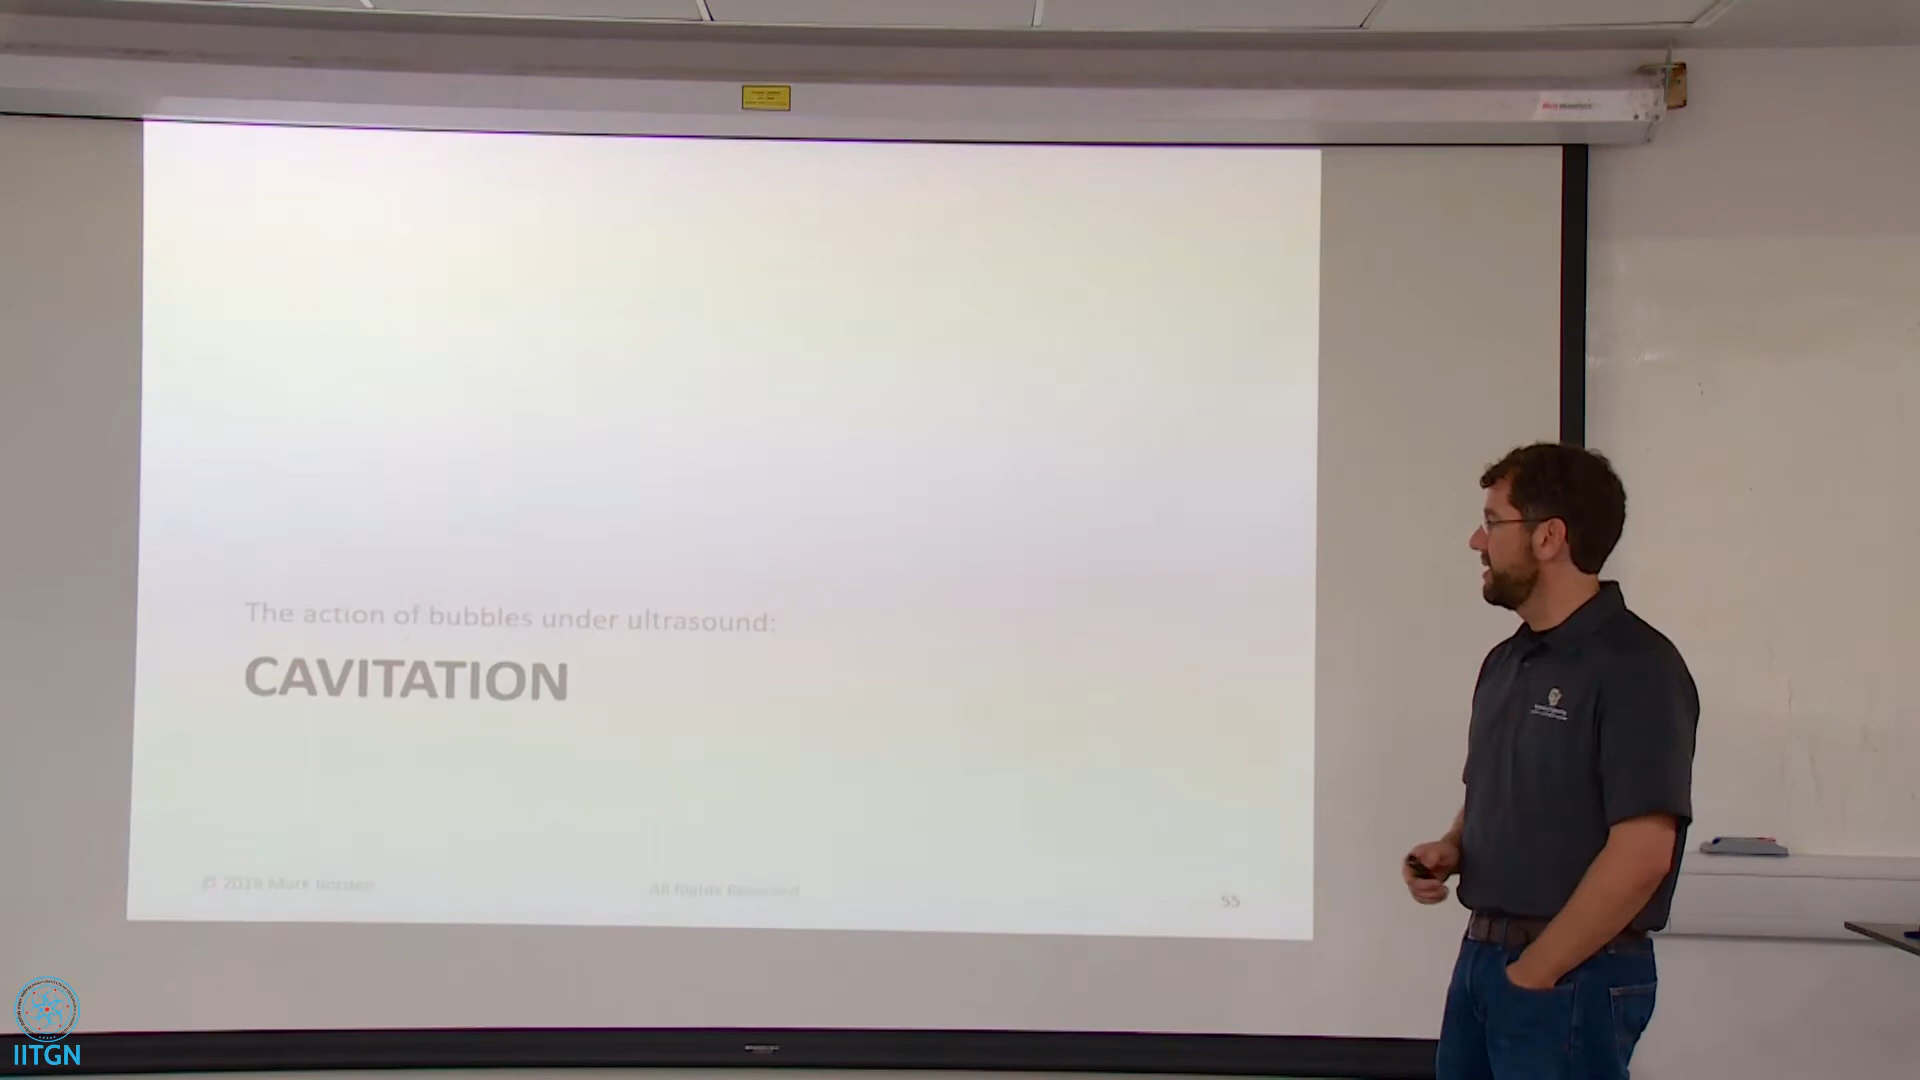 The action of bubbles under ultrasound:
CAVITATION
© 2018 Mark Borden
All Rights Reserved
55
IITGN